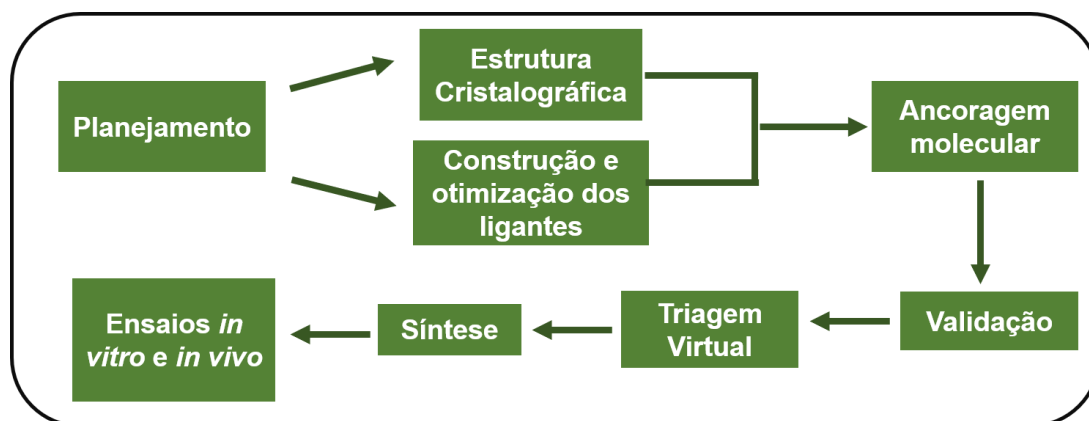 Planejamento
Estrutura
Cristalográfica
Construção e
otimização dos
ligantes
Ancoragem
molecular
Validação
Triagem
Virtual
Síntese
Ensaios in
vitro e in vivo